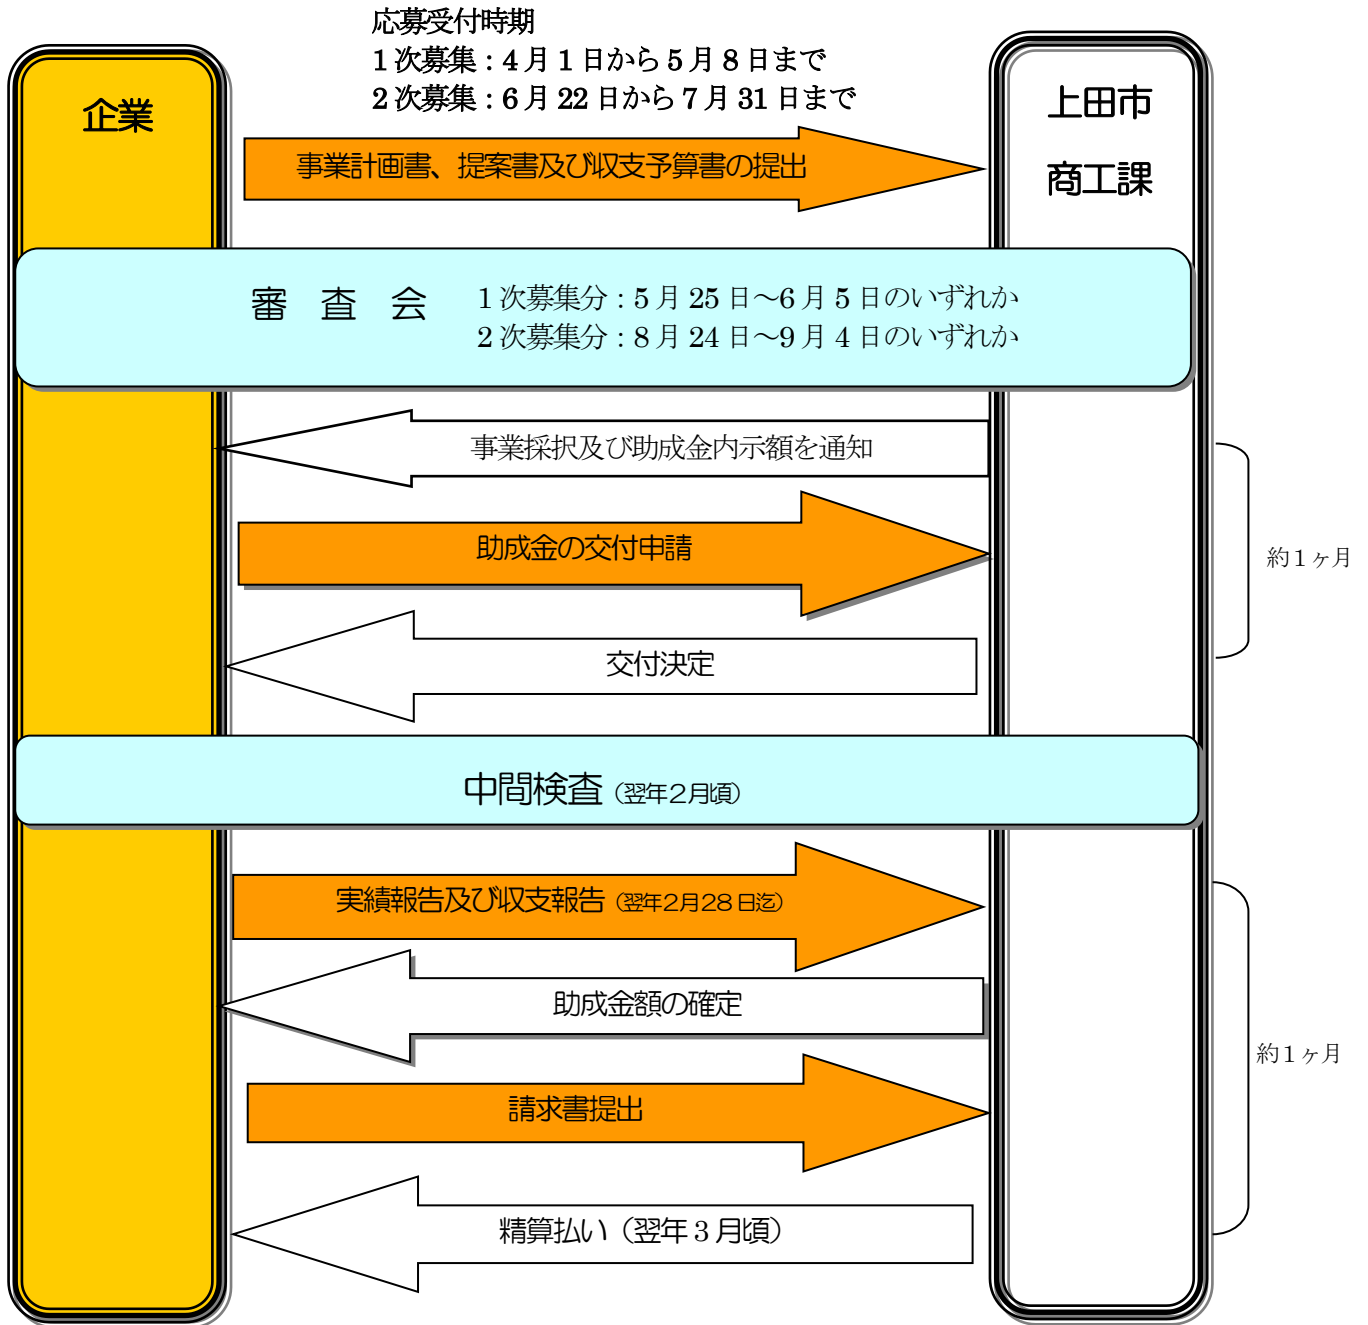 応募受付時期
1次募集：4月1日から5月8日まで
2次募集：6月22日から7月31日まで
企業
上田市
商工課
事業計画書、提案書及び収支予算書の提出
審 査 会
1次募集分：5月25日～6月5日のいずれか
2次募集分：8月24日～9月4日のいずれか
事業採択及び助成金内示額を通知
助成金の交付申請
約1ヶ月
交付決定
中間検査（翌年2月頃）
実績報告及び収支報告（翌年2月28日迄）
助成金額の確定
約1ヶ月
請求書提出
精算払い（翌年3月頃）